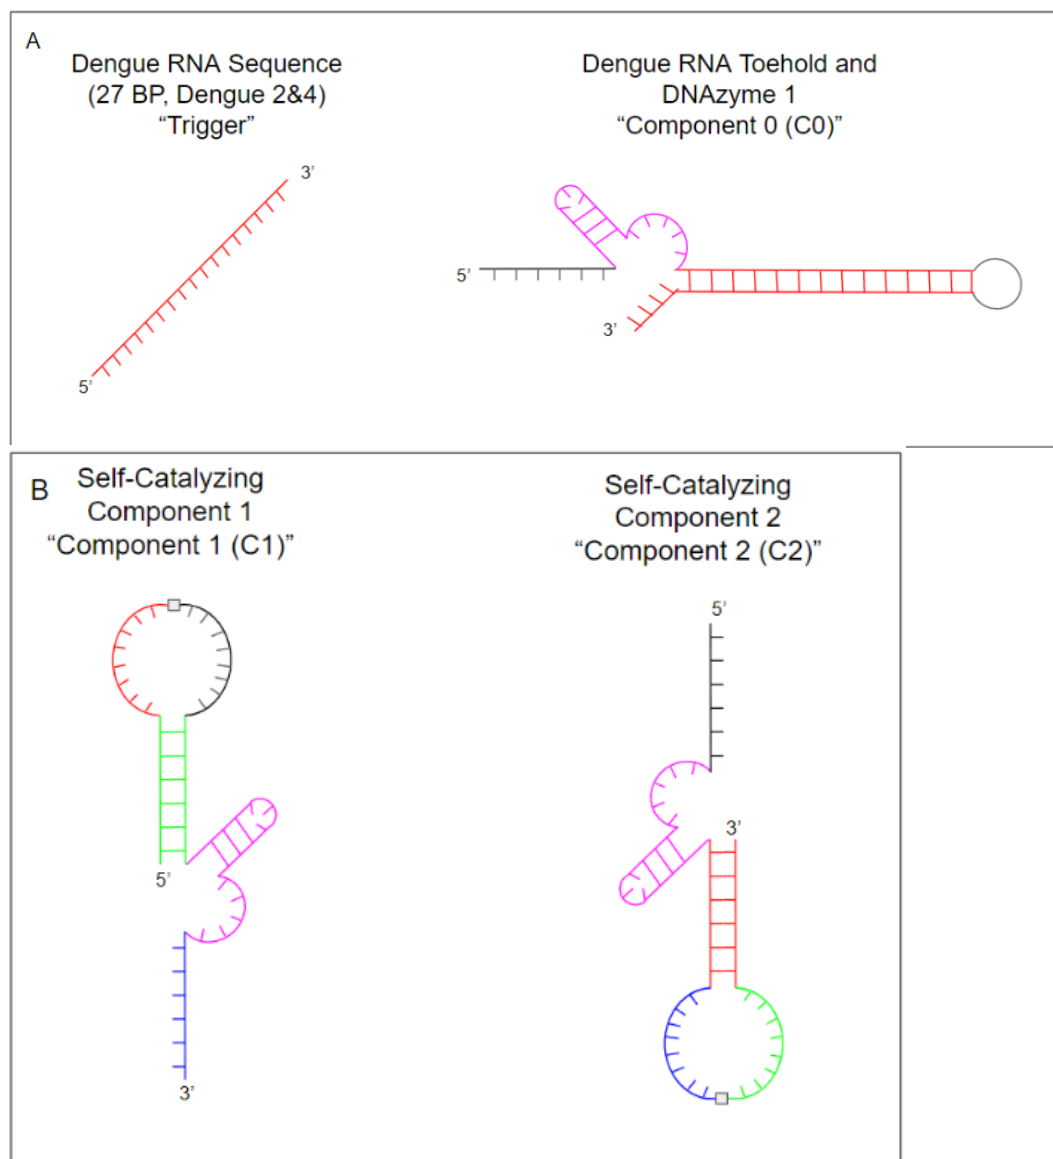 A
Dengue RNA Sequence
(27 BP, Dengue 2&4)
“Trigger”
Dengue RNA Toehold and
DNAzyme 1
“Component 0 (C0)”
3’
5’
5’
3’
B
Self-Catalyzing
Component 1
“Component 1 (C1)”
Self-Catalyzing
Component 2
“Component 2 (C2)”
5’
3’
5’
3’